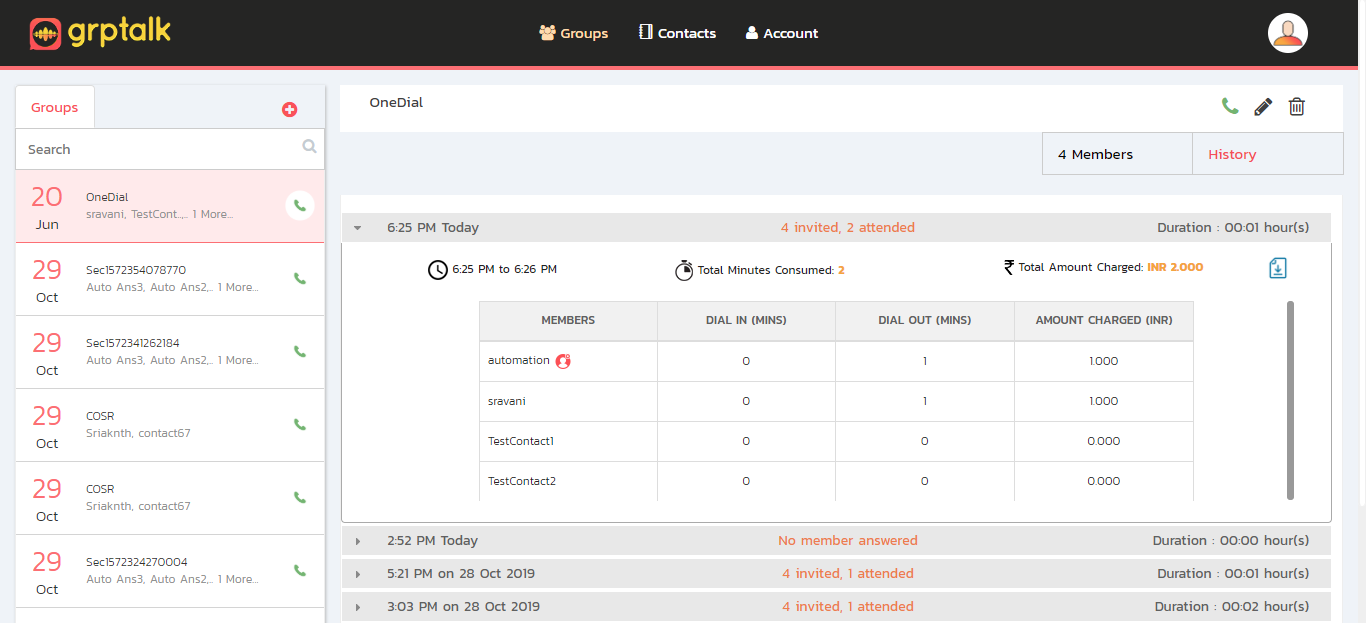 grptalk
Groups Contacts Account
Groups
Search
20 Jun OneDial
sravani, TestCont..,.. 1 More...
29 Oct Sec1572354078770
Auto Ans3, Auto Ans2,.. 1 More...
29 Oct Sec1572341262184
Auto Ans3, Auto Ans2,.. 1 More...
29 Oct COSR
Sriaknth, contact67
29 Oct COSR
Sriaknth, contact67
29 Oct Sec1572324270004
Auto Ans3, Auto Ans2,.. 1 More...
OneDial
4 Members History
6:25 PM Today 4 invited, 2 attended Duration : 00:01 hour(s)
6:25 PM to 6:26 PM Total Minutes Consumed: 2 ₹ Total Amount Charged: INR 2.000
MEMBERS DIAL IN (MINS) DIAL OUT (MINS) AMOUNT CHARGED (INR)
automation 0 1 1.000
sravani 0 1 1.000
TestContact1 0 0 0.000
TestContact2 0 0 0.000
2:52 PM Today No member answered Duration : 00:00 hour(s)
5:21 PM on 28 Oct 2019 4 invited, 1 attended Duration : 00:01 hour(s)
3:03 PM on 28 Oct 2019 4 invited, 1 attended Duration : 00:02 hour(s)